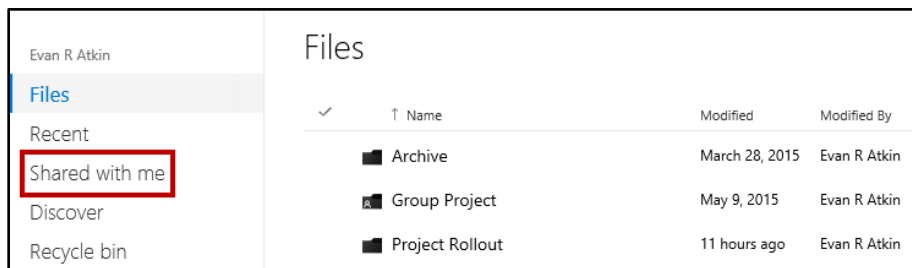 Evan R Atkin
Files
Recent
Shared with me
Discover
Recycle bin
Files
Name Modified Modified By
Archive March 28, 2015 Evan R Atkin
Group Project May 9, 2015 Evan R Atkin
Project Rollout 11 hours ago Evan R Atkin